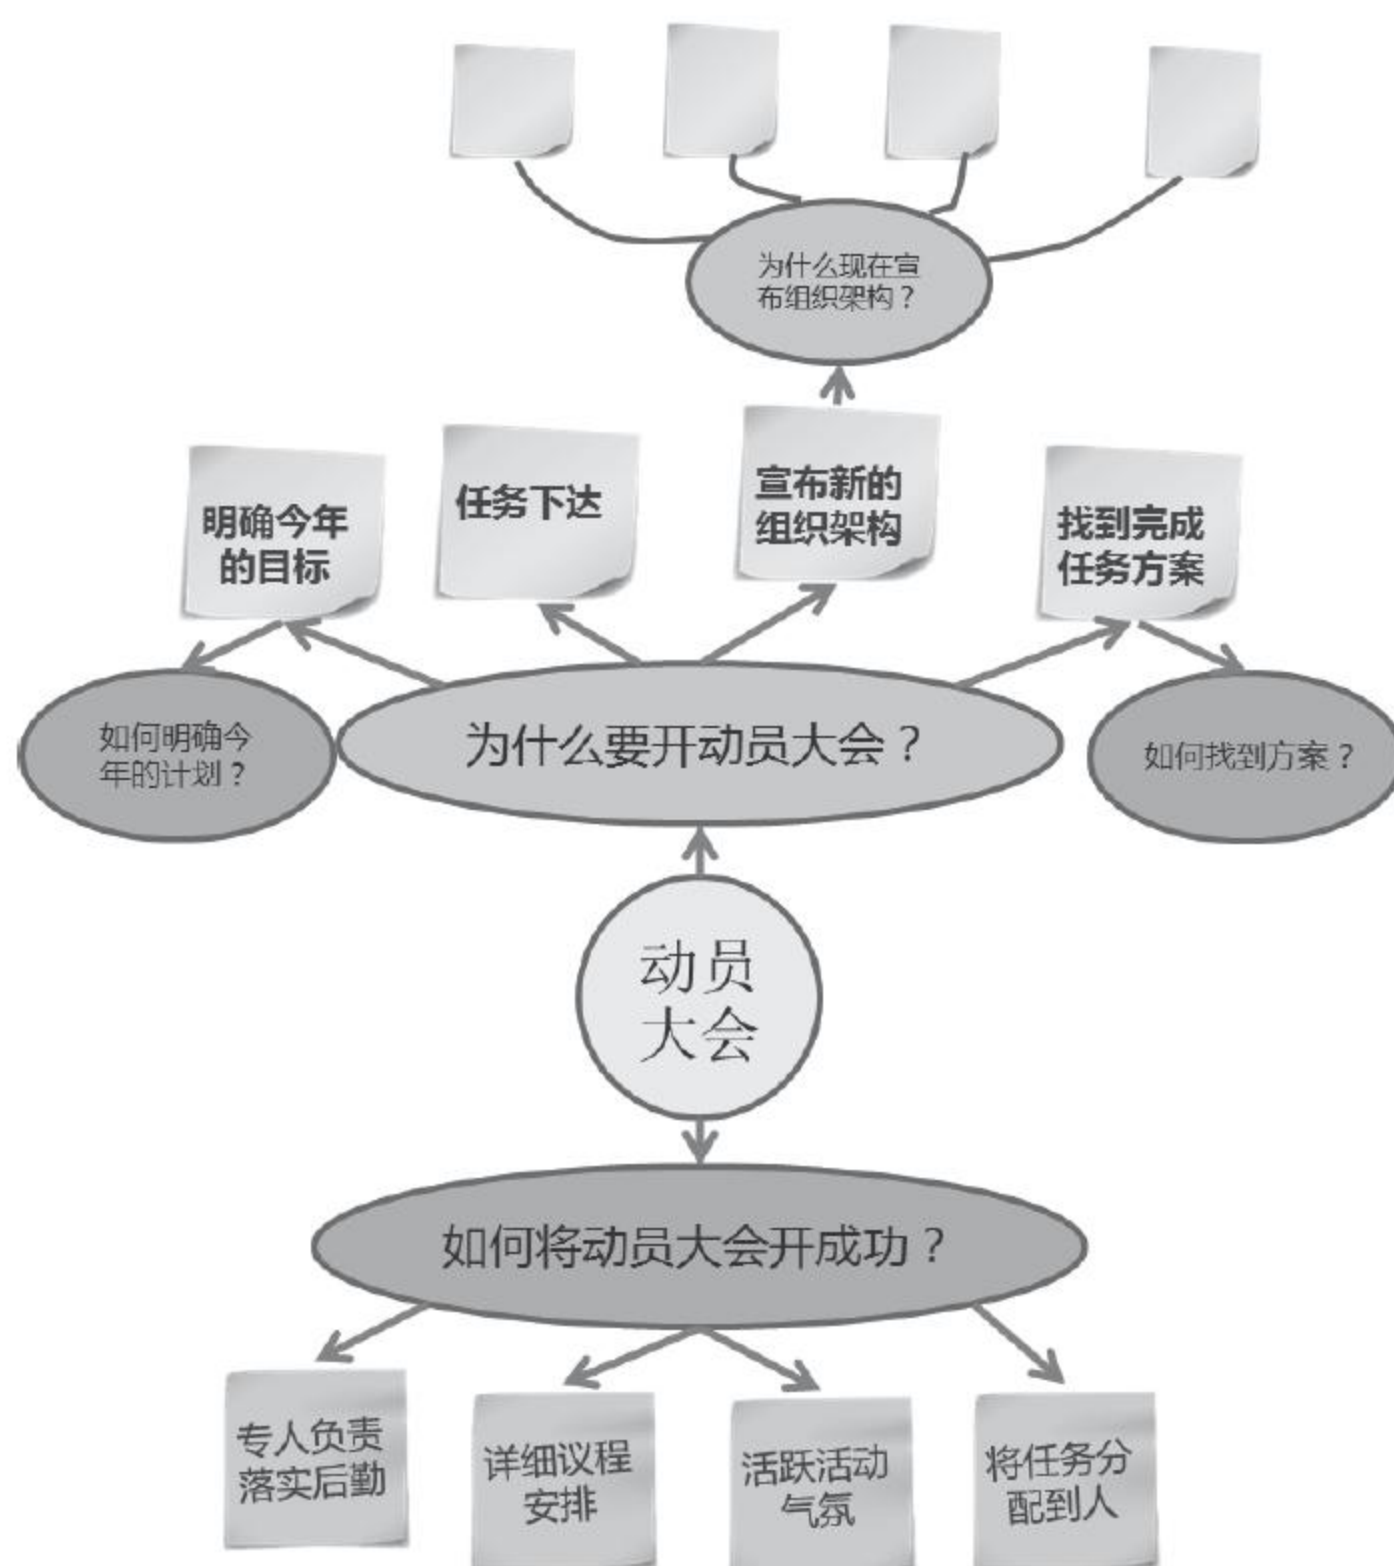 为什么现在宣
布组织架构？
明确今年
的目标
任务下达
宣布新的
组织架构
找到完成
任务方案
如何明确今
年的计划？
为什么要开动员大会？
如何找到方案？
动员
大会
如何将动员大会开成功？
专人负责
落实后勤
详细议程
安排
活跃活动
气氛
将任务分
配到人